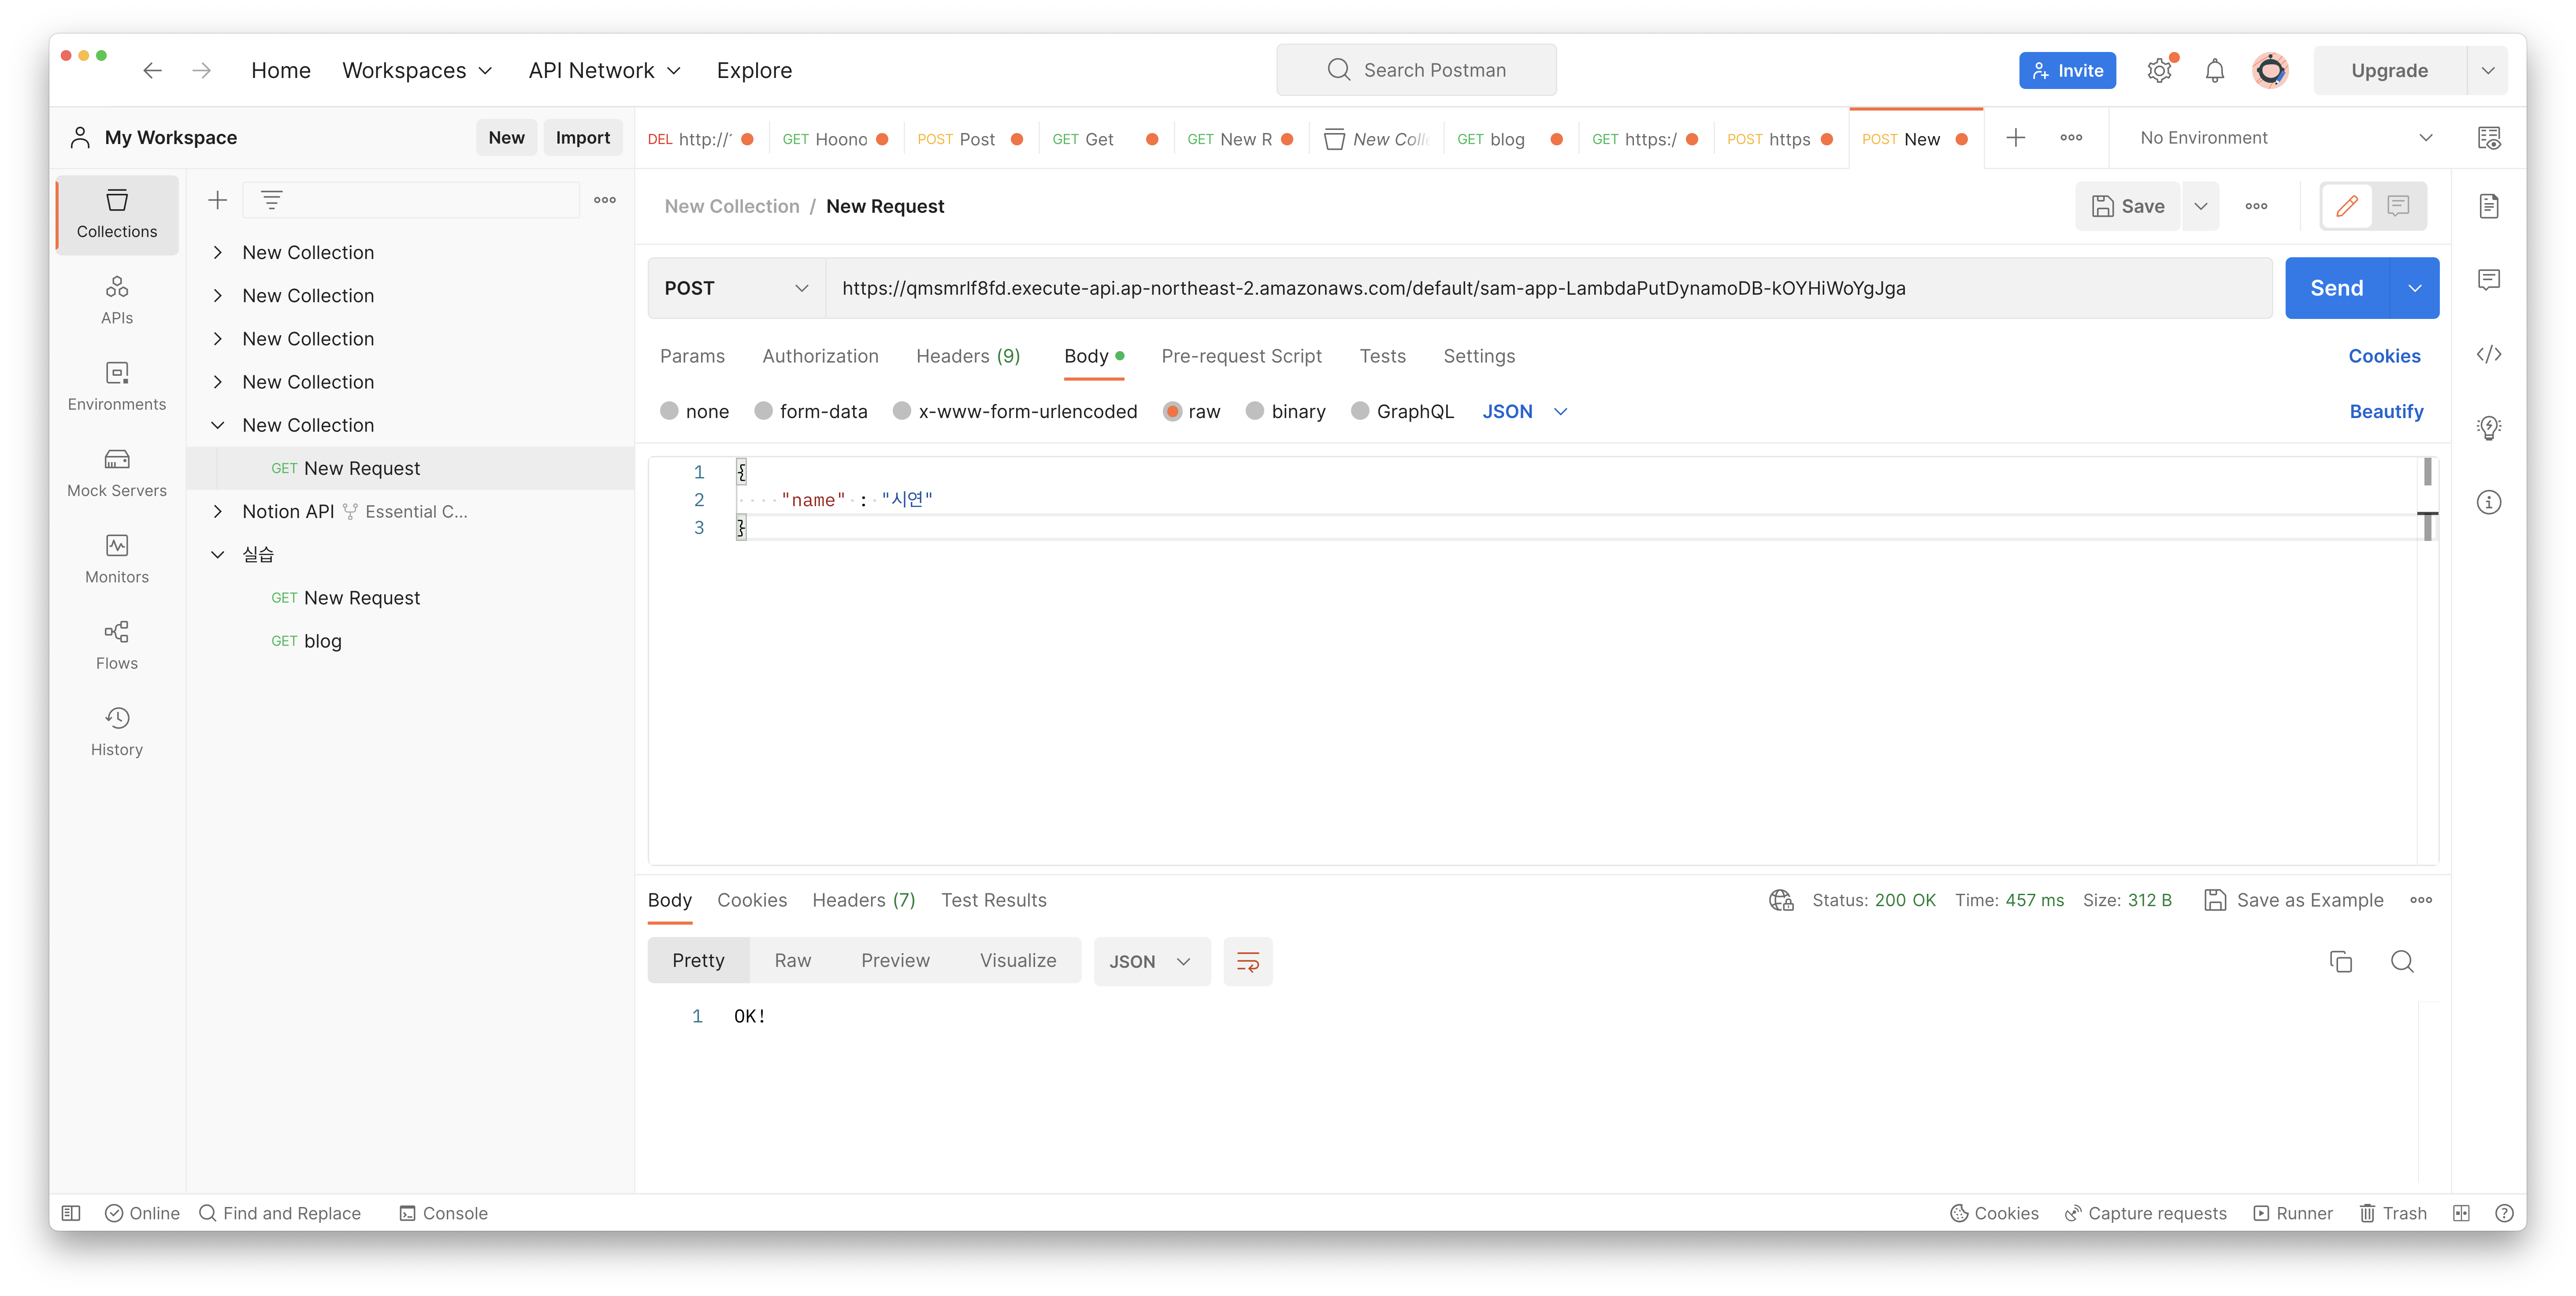 Home Workspaces API Network Explore Search Postman Invite Upgrade
My Workspace New Import
DEL http://1 GET Hoono POST Post GET Get GET New R New Coll GET blog GET https:/ POST https POST New No Environment
Collections
APIs
Environments
Mock Servers
Monitors
Flows
History
New Collection
New Collection
New Collection
New Collection
New Collection
GET New Request
Notion API Essential C...
실습
GET New Request
GET blog
New Collection / New Request Save
POST https://qmsmrlf8fd.execute-api.ap-northeast-2.amazonaws.com/default/sam-app-LambdaPutDynamoDB-kOYHiWoYgJga Send
Params Authorization Headers (9) Body Pre-request Script Tests Settings Cookies
none form-data x-www-form-urlencoded raw binary GraphQL JSON Beautify
1 {
2 "name" : "시연"
3 }
Body Cookies Headers (7) Test Results Status: 200 OK Time: 457 ms Size: 312 B Save as Example
Pretty Raw Preview Visualize JSON
1 OK!
Online Find and Replace Console Cookies Capture requests Runner Trash